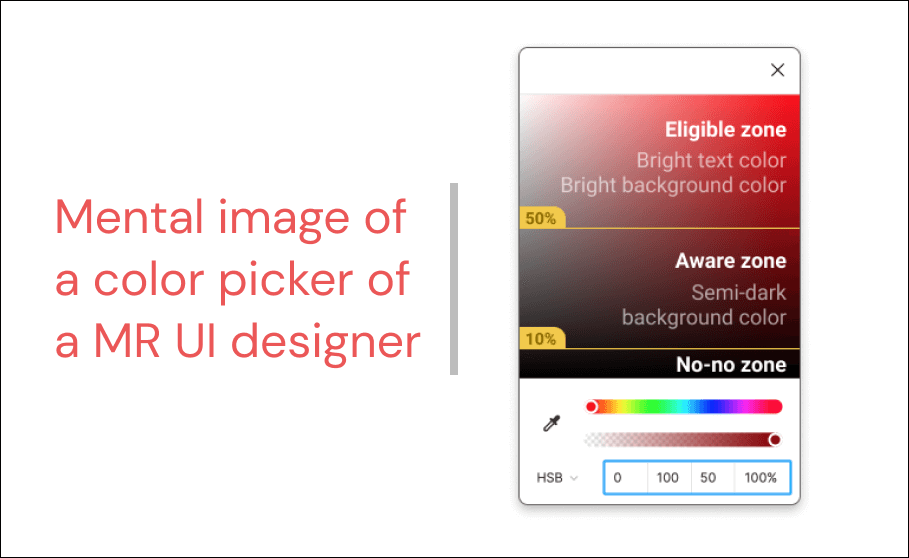 Mental image of
a color picker of
a MR UI designer
Eligible zone
Bright text color
Bright background color
50%
Aware zone
Semi-dark
background color
10%
No-no zone
HSB 0 100 50 100%